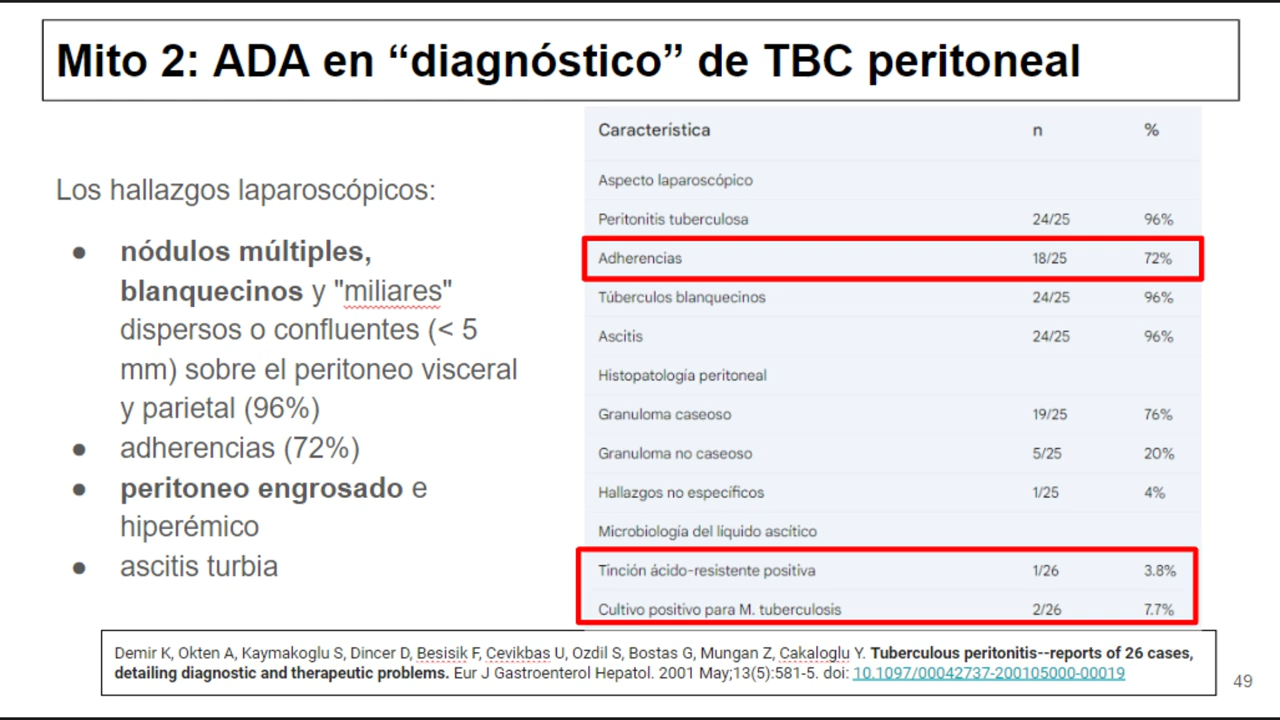 Mito 2: ADA en “diagnóstico” de TBC peritoneal
Los hallazgos laparoscópicos:
● nódulos múltiples,
blanquecinos y "miliares"
dispersos o confluentes (< 5
mm) sobre el peritoneo visceral
y parietal (96%)
● adherencias (72%)
● peritoneo engrosado e
hiperémico
● ascitis turbia
Característica n %
Aspecto laparoscópico
Peritonitis tuberculosa 24/25 96%
Adherencias 18/25 72%
Túberculos blanquecinos 24/25 96%
Ascitis 24/25 96%
Histopatología peritoneal
Granuloma caseoso 19/25 76%
Granuloma no caseoso 5/25 20%
Hallazgos no específicos 1/25 4%
Microbiología del líquido ascítico
Tinción ácido-resistente positiva 1/26 3.8%
Cultivo positivo para M. tuberculosis 2/26 7.7%
Demir K, Okten A, Kaymakoglu S, Dincer D, Besisik F, Cevikbas U, Ozdil S, Bostas G, Mungan Z, Cakaloglu Y. Tuberculous peritonitis--reports of 26 cases,
detailing diagnostic and therapeutic problems. Eur J Gastroenterol Hepatol. 2001 May;13(5):581-5. doi: 10.1097/00042737-200105000-00019
49